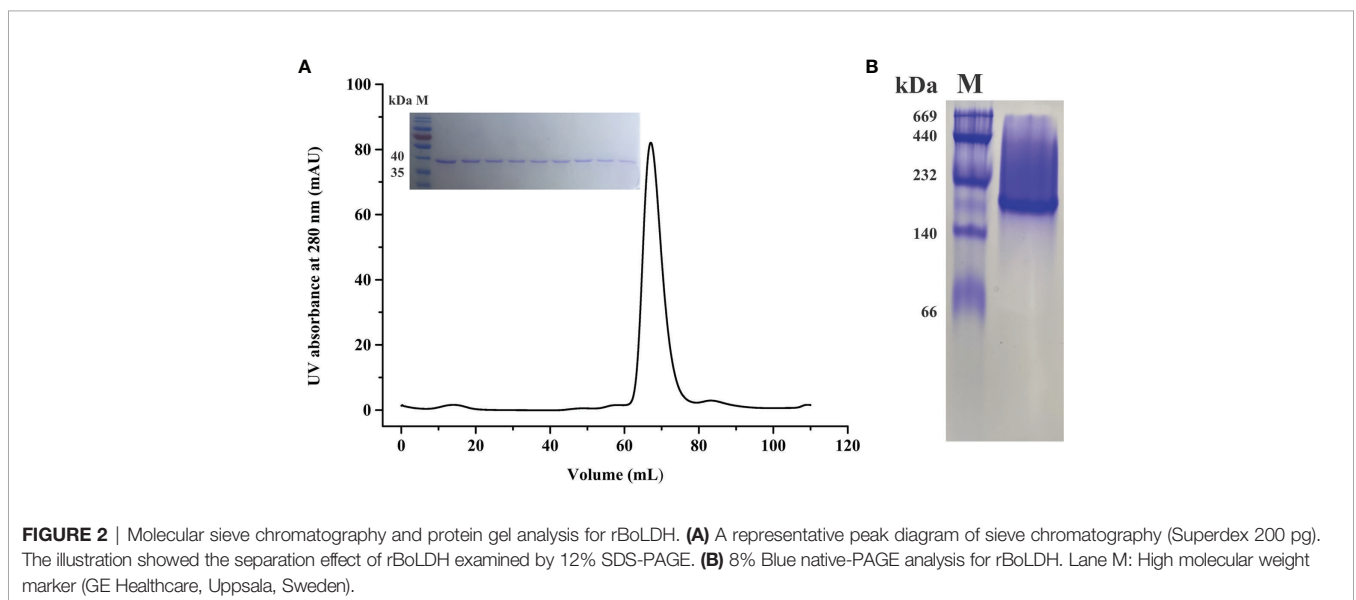 A
B
kDa M
100
80
60
40
20
0
UV absorbance at 280 nm (mAU)
kDa M
40
35
0 20 40 60 80 100 120
Volume (mL)
669
440
232
140
66
FIGURE 2 | Molecular sieve chromatography and protein gel analysis for rBoLDH. (A) A representative peak diagram of sieve chromatography (Superdex 200 pg).
The illustration showed the separation effect of rBoLDH examined by 12% SDS-PAGE. (B) 8% Blue native-PAGE analysis for rBoLDH. Lane M: High molecular weight
marker (GE Healthcare, Uppsala, Sweden).